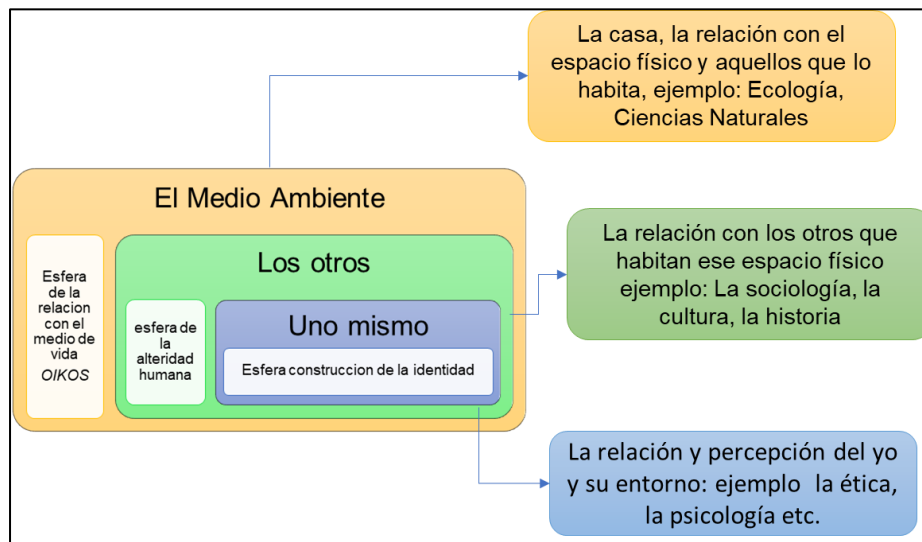 La casa, la relación con el
espacio físico y aquellos que lo
habita, ejemplo: Ecología,
Ciencias Naturales
El Medio Ambiente
Esfera
de la
relacion
con el
medio de
vida
OIKOS
Los otros
esfera de
la
alteridad
humana
Uno mismo
Esfera construccion de la identidad
La relación con los otros que
habitan ese espacio físico
ejemplo: La sociología, la
cultura, la historia
La relación y percepción del yo
y su entorno: ejemplo la ética,
la psicología etc.